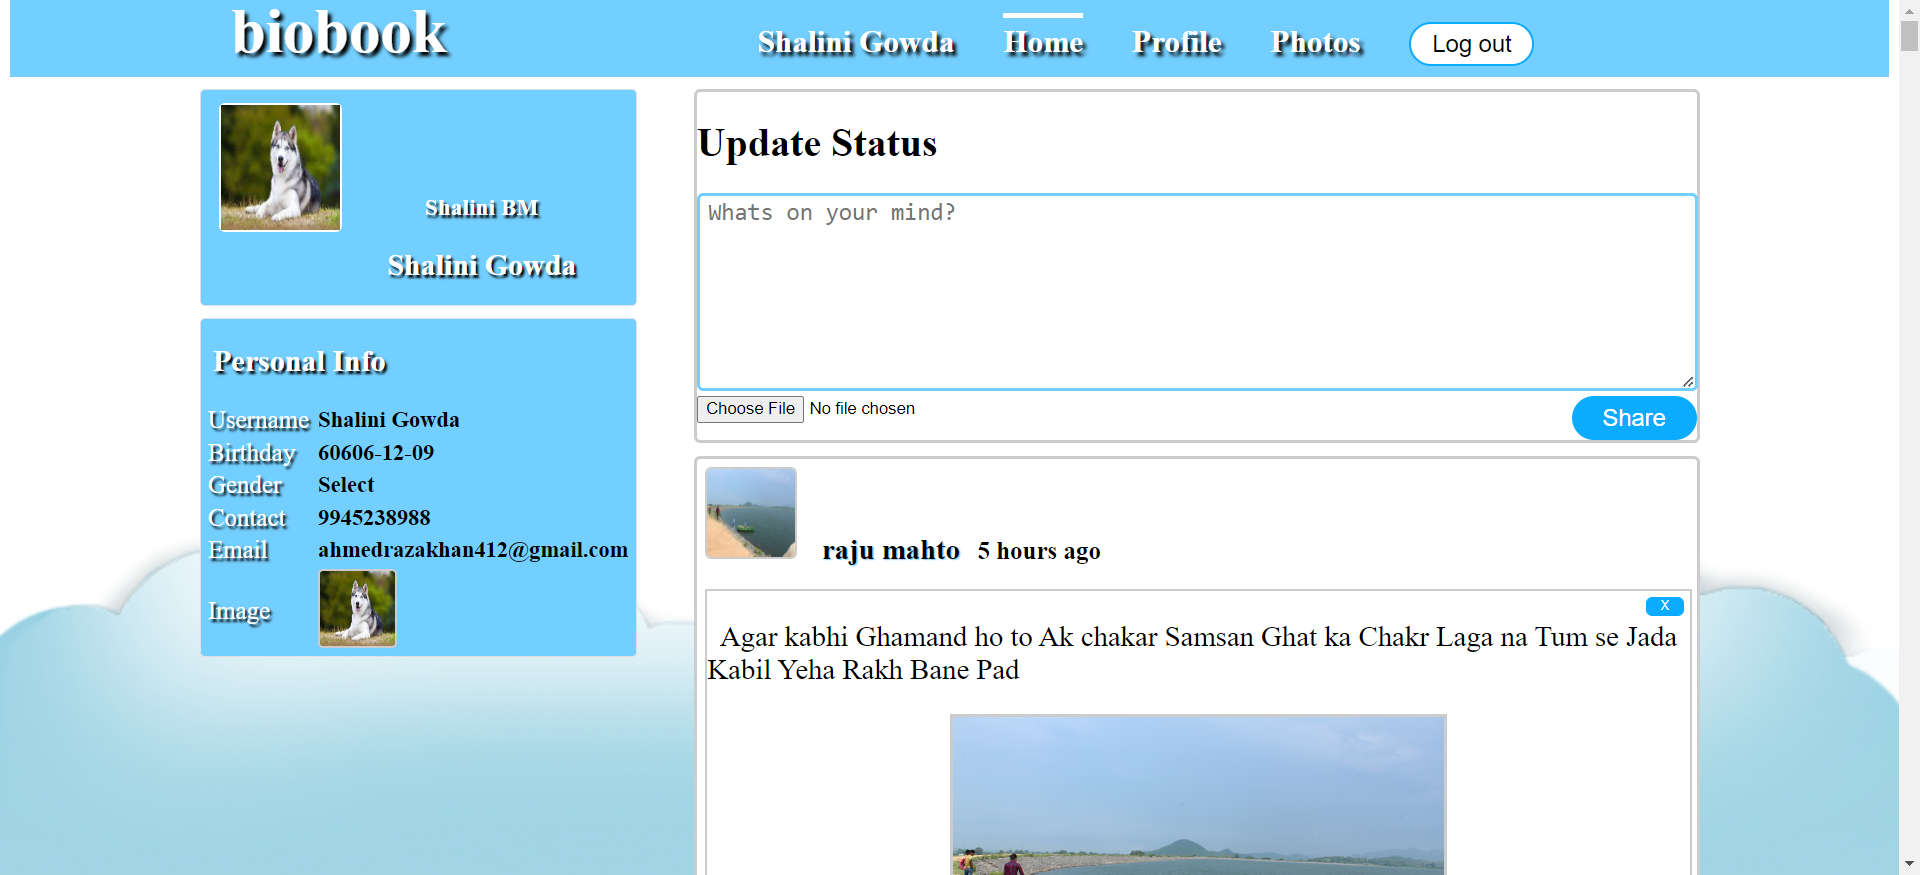 biobook
Shalini Gowda Home Profile Photos Log out
Shalini BM
Shalini Gowda
Personal Info
Username Shalini Gowda
Birthday 60606-12-09
Gender Select
Contact 9945238988
Email ahmedrazakhan412@gmail.com
Image
Update Status
Whats on your mind?
Choose File No file chosen
Share
raju mahto 5 hours ago
X
Agar kabhi Ghamand ho to Ak chakar Samsan Ghat ka Chakr Laga na Tum se Jada
Kabil Yeha Rakh Bane Pad